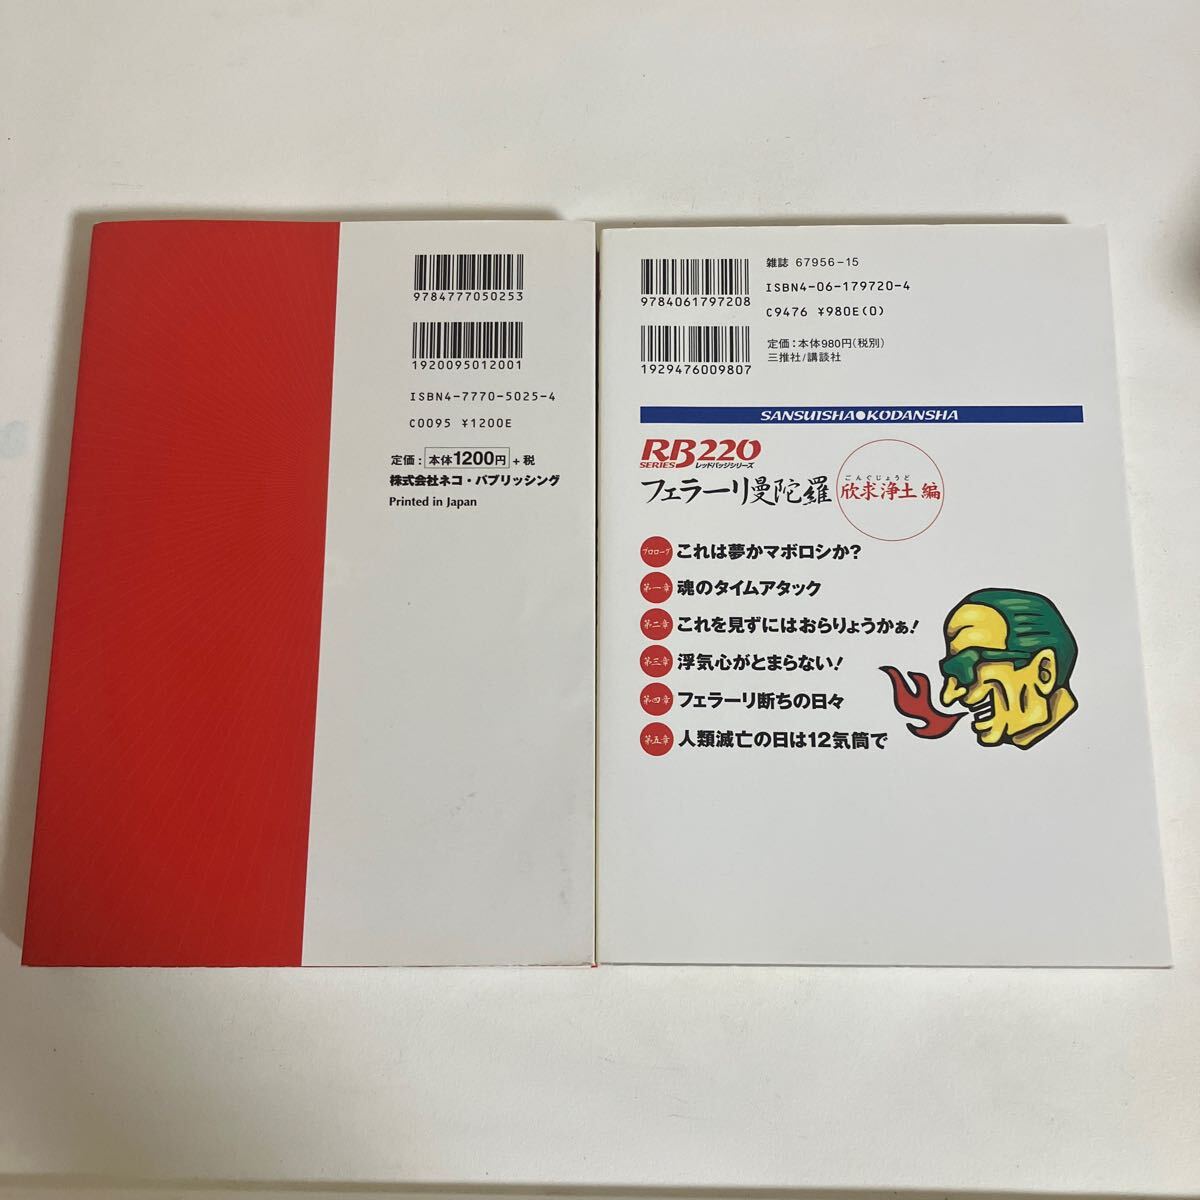 9784777050253
1920095012001
ISBN4-7770-5025-4
C0095 ¥1200E
定価：本体1200円+税
株式会社ネコ・パブリッシング
Printed in Japan
9784061797208
1929476009807
雑誌 67956-15
ISBN4-06-179720-4
C9476 ¥980E(0)
定価：本体980円(税別)
三推社/講談社
SANSUISHA●KODANSHA
RB220
SERIES レッドバッジシリーズ
ごんぐじょうど
フェラーリ曼陀羅 欣求浄土編
プロローグ これは夢かマボロシか？
第一章 魂のタイムアタック
第二章 これを見ずにはおらりょうかぁ！
第三章 浮気心がとまらない！
第四章 フェラーリ断ちの日々
第五章 人類滅亡の日は12気筒で